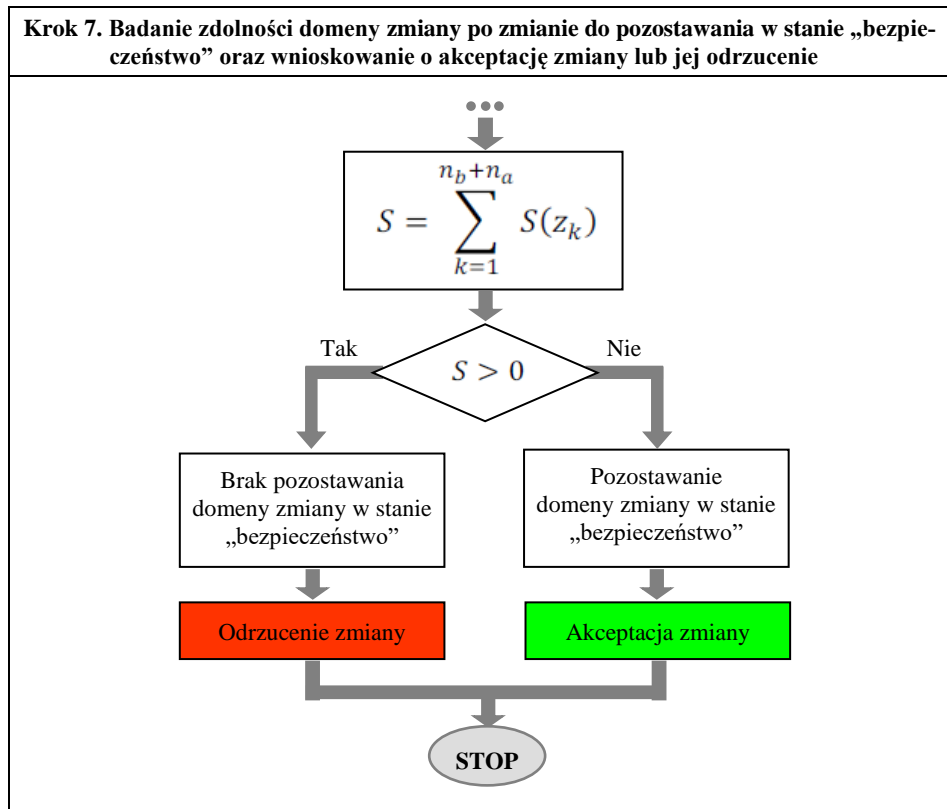 Krok 7. Badanie zdolności domeny zmiany po zmianie do pozostawania w stanie „bezpie-
czeństwo” oraz wnioskowanie o akceptację zmiany lub jej odrzucenie
•••
n_b+n_a
S = ∑ S(z_k)
k=1
Tak
Nie
S > 0
Brak pozostawania
domeny zmiany w stanie
„bezpieczeństwo”
Pozostawanie
domeny zmiany w stanie
„bezpieczeństwo”
Odrzucenie zmiany
Akceptacja zmiany
STOP